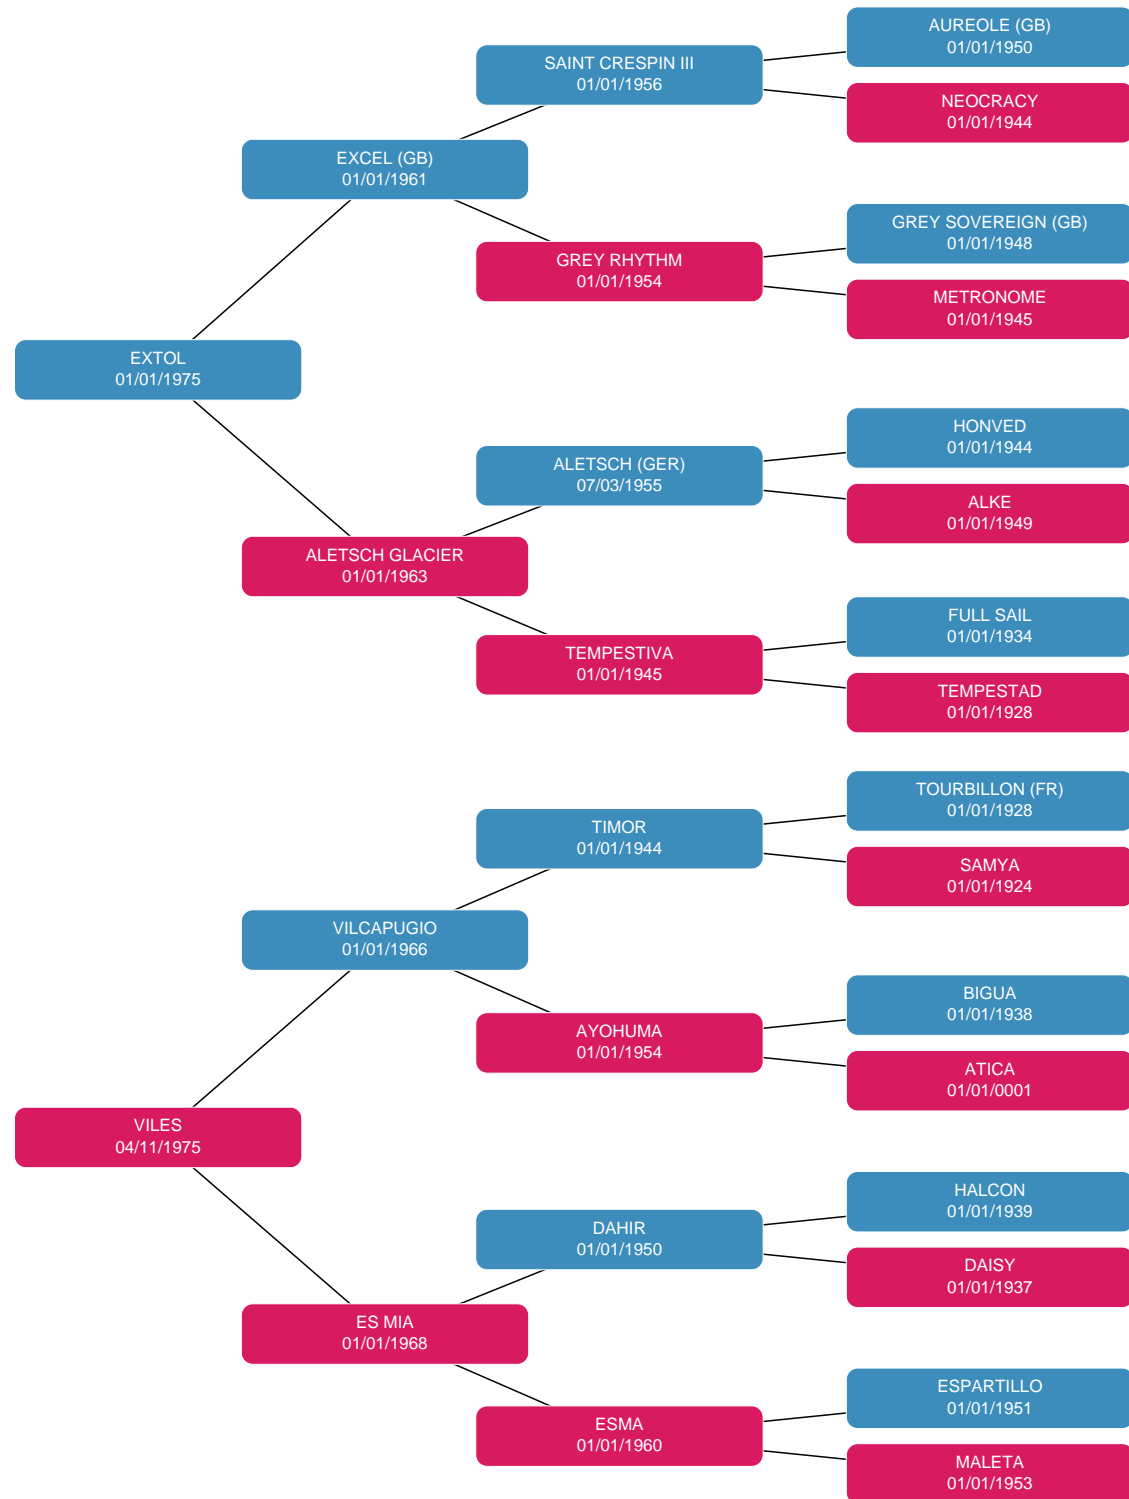 AUREOLE (GB)
01/01/1950
SAINT CRESPIN III
01/01/1956
NEOCRACY
01/01/1944
EXCEL (GB)
01/01/1961
GREY SOVEREIGN (GB)
01/01/1948
GREY RHYTHM
01/01/1954
METRONOME
01/01/1945
EXTOL
01/01/1975
HONVED
01/01/1944
ALETSCH (GER)
07/03/1955
ALKE
01/01/1949
ALETSCH GLACIER
01/01/1963
FULL SAIL
01/01/1934
TEMPESTIVA
01/01/1945
TEMPESTAD
01/01/1928
TOURBILLON (FR)
01/01/1928
TIMOR
01/01/1944
SAMYA
01/01/1924
VILCAPUGIO
01/01/1966
BIGUA
01/01/1938
AYOHUMA
01/01/1954
ATICA
01/01/0001
VILES
04/11/1975
HALCON
01/01/1939
DAHIR
01/01/1950
DAISY
01/01/1937
ES MIA
01/01/1968
ESPARTILLO
01/01/1951
ESMA
01/01/1960
MALETA
01/01/1953